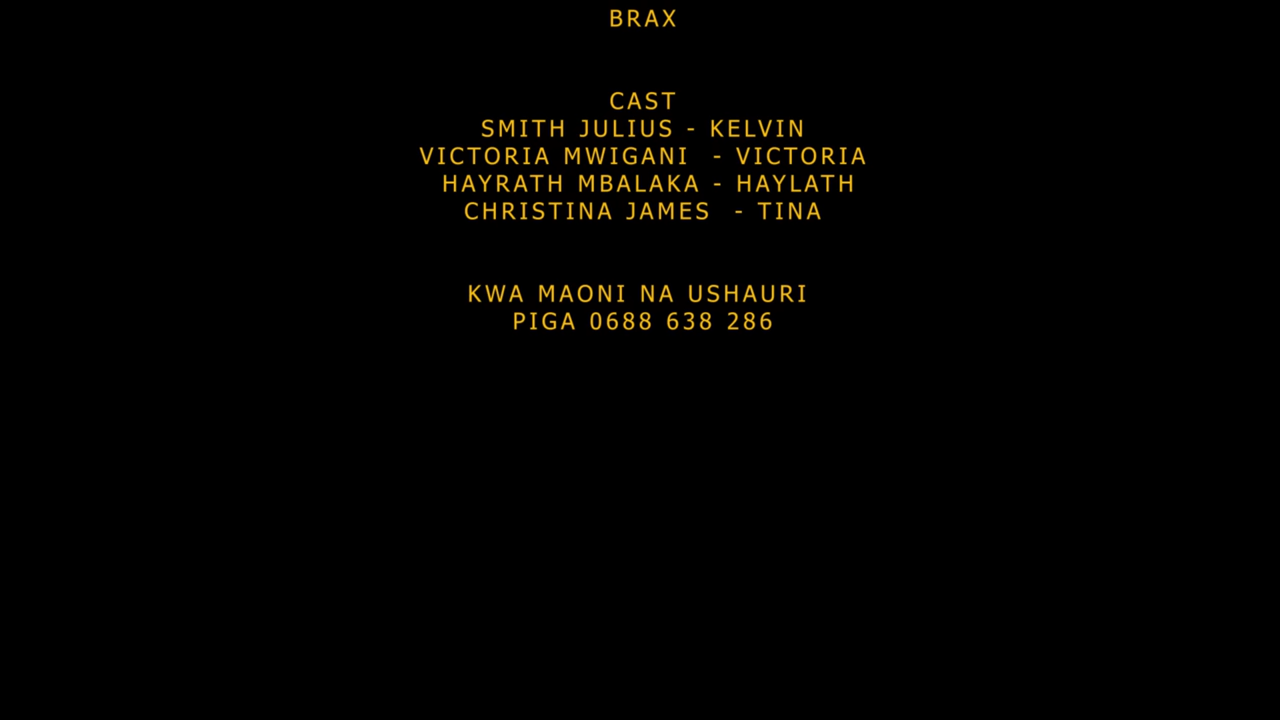 BRAX
CAST
SMITH JULIUS - KELVIN
VICTORIA MWIGANI - VICTORIA
HAYRATH MBALAKA - HAYLATH
CHRISTINA JAMES - TINA
KWA MAONI NA USHAURI
PIGA 0688 638 286